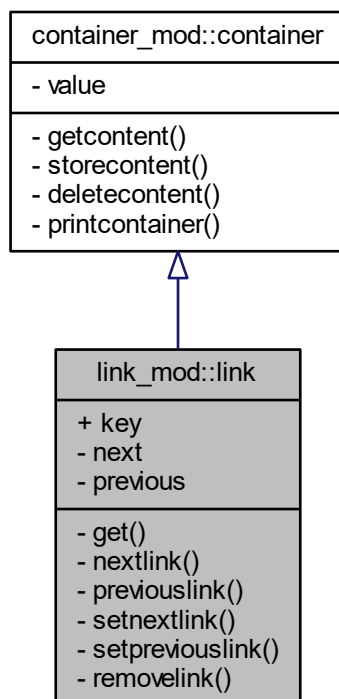 container_mod::container
- value
- getcontent()
- storecontent()
- deletecontent()
- printcontainer()
link_mod::link
+ key
- next
- previous
- get()
- nextlink()
- previouslink()
- setnextlink()
- setpreviouslink()
- removelink()